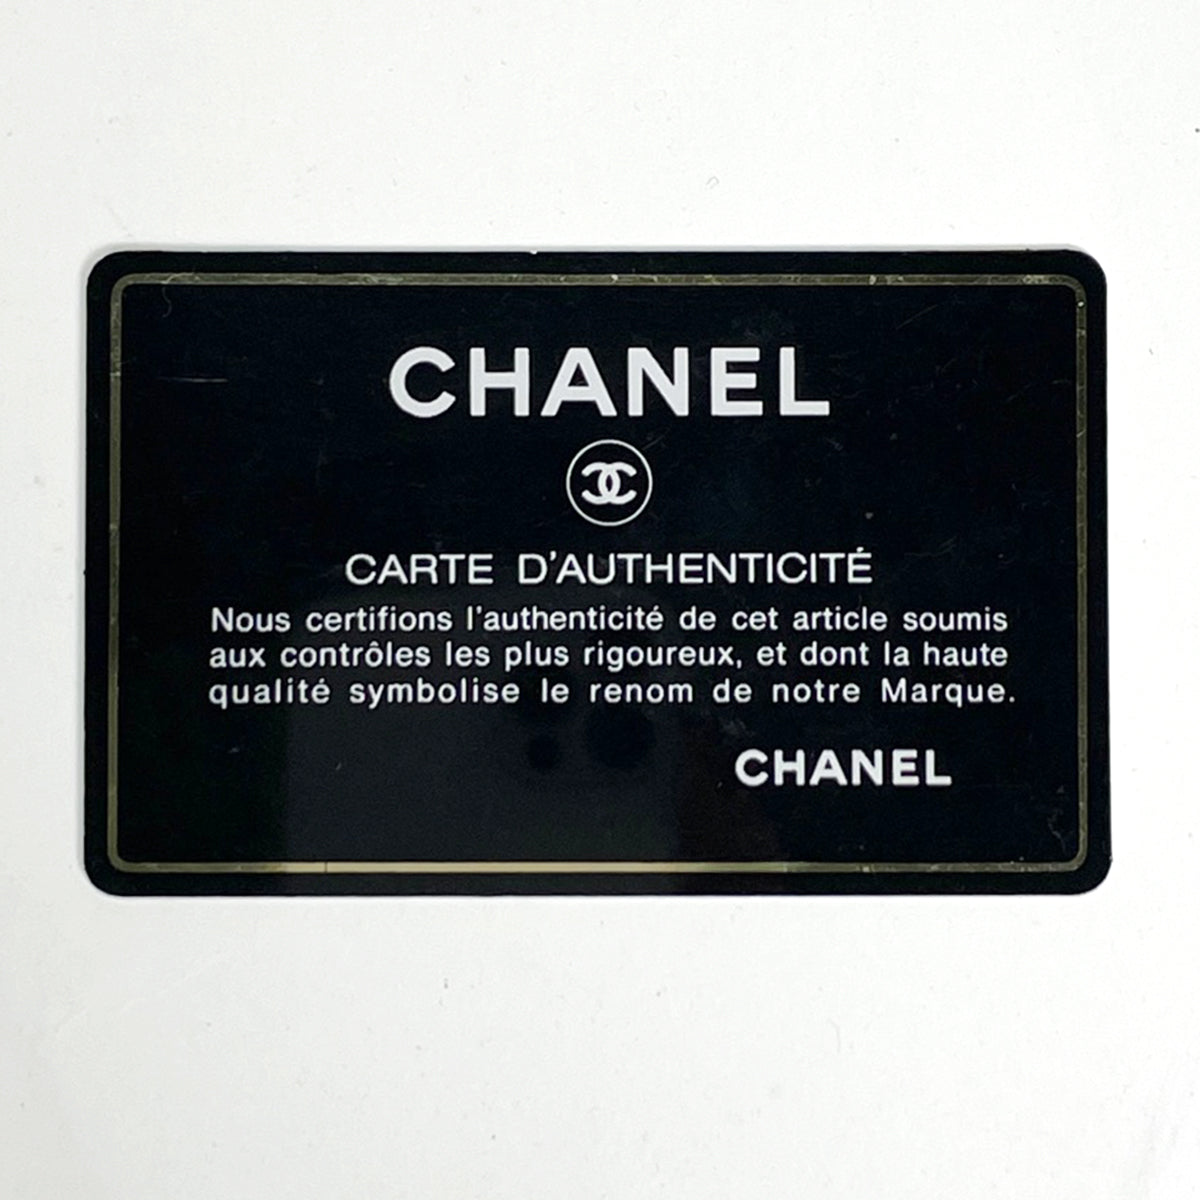 CHANEL
CARTE D'AUTHENTICITÉ
Nous certifions l'authenticité de cet article soumis
aux contrôles les plus rigoureux, et dont la haute
qualité symbolise le renom de notre Marque.
CHANEL